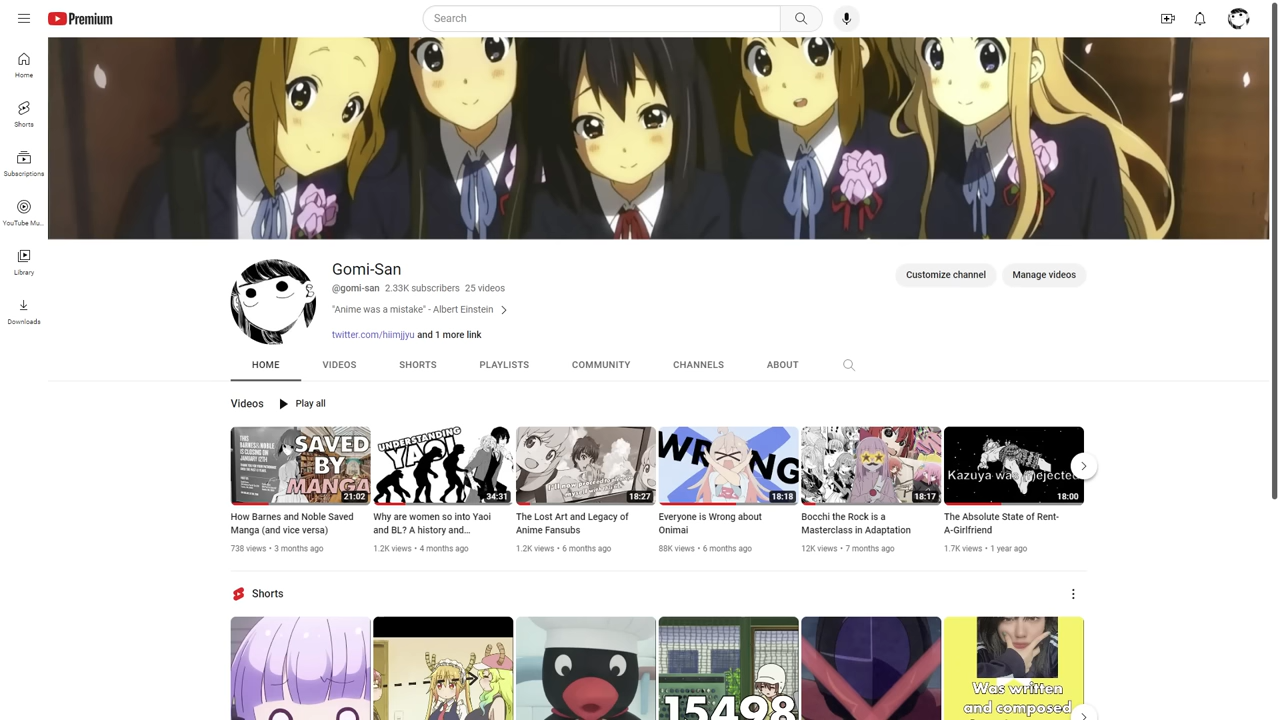 Premium
Search
Home
Shorts
Subscriptions
YouTube Mu...
Library
Downloads
Gomi-San
@gomi-san 2.33K subscribers 25 videos
"Anime was a mistake" - Albert Einstein
twitter.com/hiimjjyu and 1 more link
Customize channel
Manage videos
HOME
VIDEOS
SHORTS
PLAYLISTS
COMMUNITY
CHANNELS
ABOUT
Videos
Play all
SAVED
BY
MANGA
21:02
UNDERSTANDING
YAOI
34:31
18:27
WRONG
18:18
18:17
Kazuya was rejected
18:00
How Barnes and Noble Saved
Manga (and vice versa)
738 views • 3 months ago
Why are women so into Yaoi
and BL? A history and...
1.2K views • 4 months ago
The Lost Art and Legacy of
Anime Fansubs
1.2K views • 6 months ago
Everyone is Wrong about
Onimai
88K views • 6 months ago
Bocchi the Rock is a
Masterclass in Adaptation
12K views • 7 months ago
The Absolute State of Rent-
A-Girlfriend
1.7K views • 1 year ago
Shorts
15498
Was written
and composed